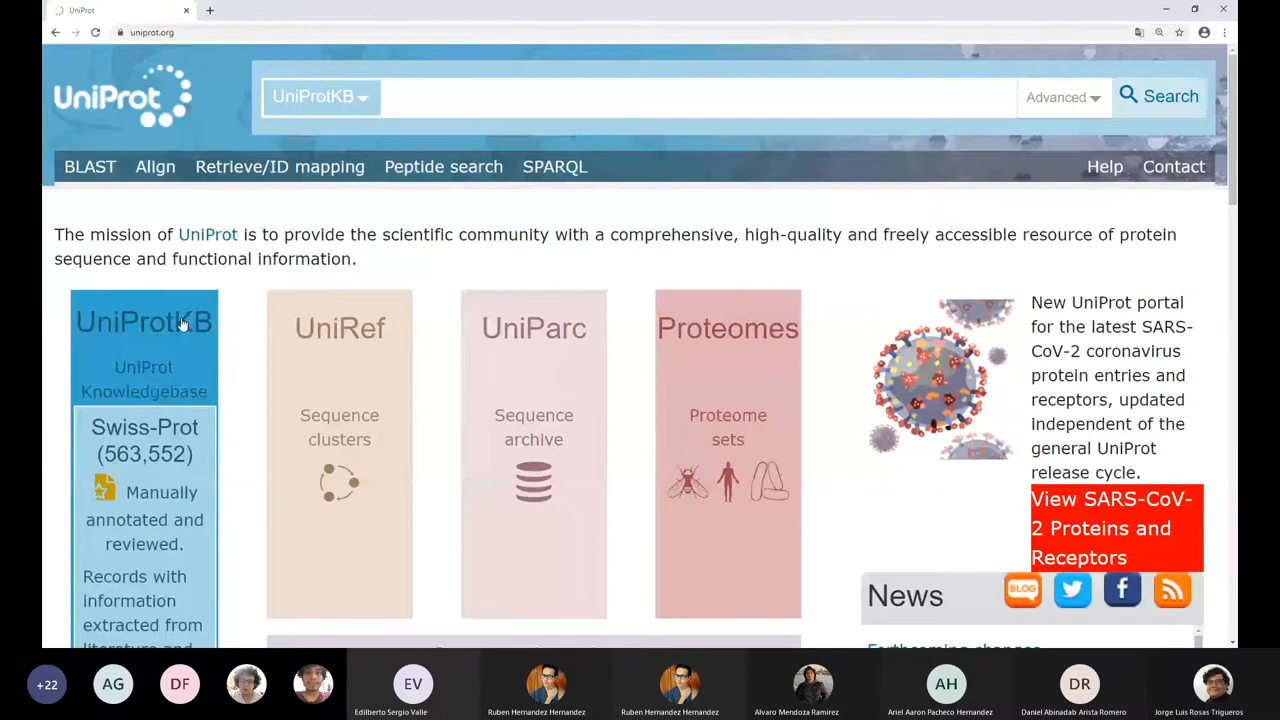 UniProt
uniprot.org
UniProt
UniProtKB
Advanced
Search
BLAST
Align
Retrieve/ID mapping
Peptide search
SPARQL
Help
Contact
The mission of UniProt is to provide the scientific community with a comprehensive, high-quality and freely accessible resource of protein
sequence and functional information.
UniProtKB
UniProt
Knowledgebase
Swiss-Prot
(563,552)
Manually
annotated and
reviewed.
Records with
information
extracted from
UniRef
Sequence
clusters
UniParc
Sequence
archive
Proteomes
Proteome
sets
New UniProt portal
for the latest SARS-
CoV-2 coronavirus
protein entries and
receptors, updated
independent of the
general UniProt
release cycle.
View SARS-CoV-
2 Proteins and
Receptors
News
BLOG
+22
AG
DF
EV
Edilberto Sergio Valle
Ruben Hernandez Hernandez
Ruben Hernandez Hernandez
Alvaro Mendoza Ramirez
AH
Ariel Aaron Pacheco Hernandez
DR
Daniel Abinadab Arista Romero
Jorge Luis Rosas Trigueros